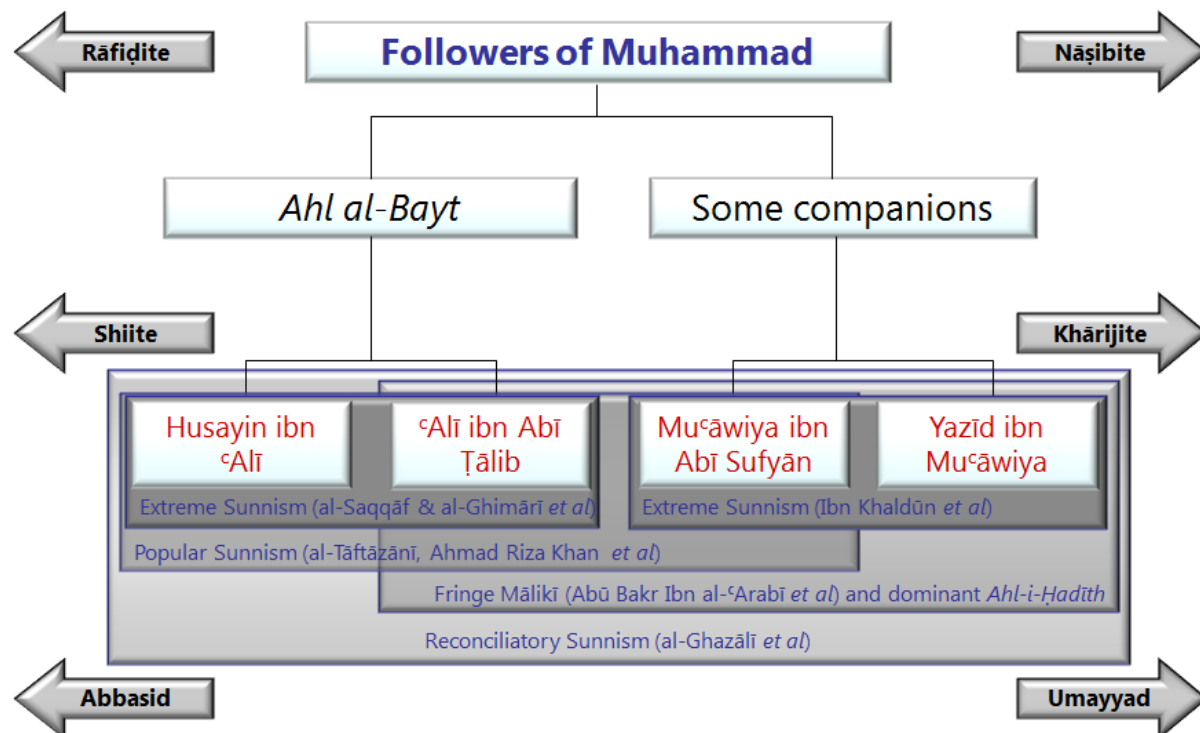 Rāfiḍite
Followers of Muhammad
Nāṣibite
Ahl al-Bayt
Some companions
Shiite
Khārijite
Husayin ibn
ᶜAlī
ᶜAlī ibn Abī
Ṭālib
Muᶜāwiya ibn
Abī Sufyān
Yazīd ibn
Muᶜāwiya
Extreme Sunnism (al-Saqqāf & al-Ghimārī et al)
Extreme Sunnism (Ibn Khaldūn et al)
Popular Sunnism (al-Tāftāzānī, Ahmad Riza Khan et al)
Fringe Mālikī (Abū Bakr Ibn al-ᶜArabī et al) and dominant Ahl-i-Ḥadīth
Reconciliatory Sunnism (al-Ghazālī et al)
Abbasid
Umayyad